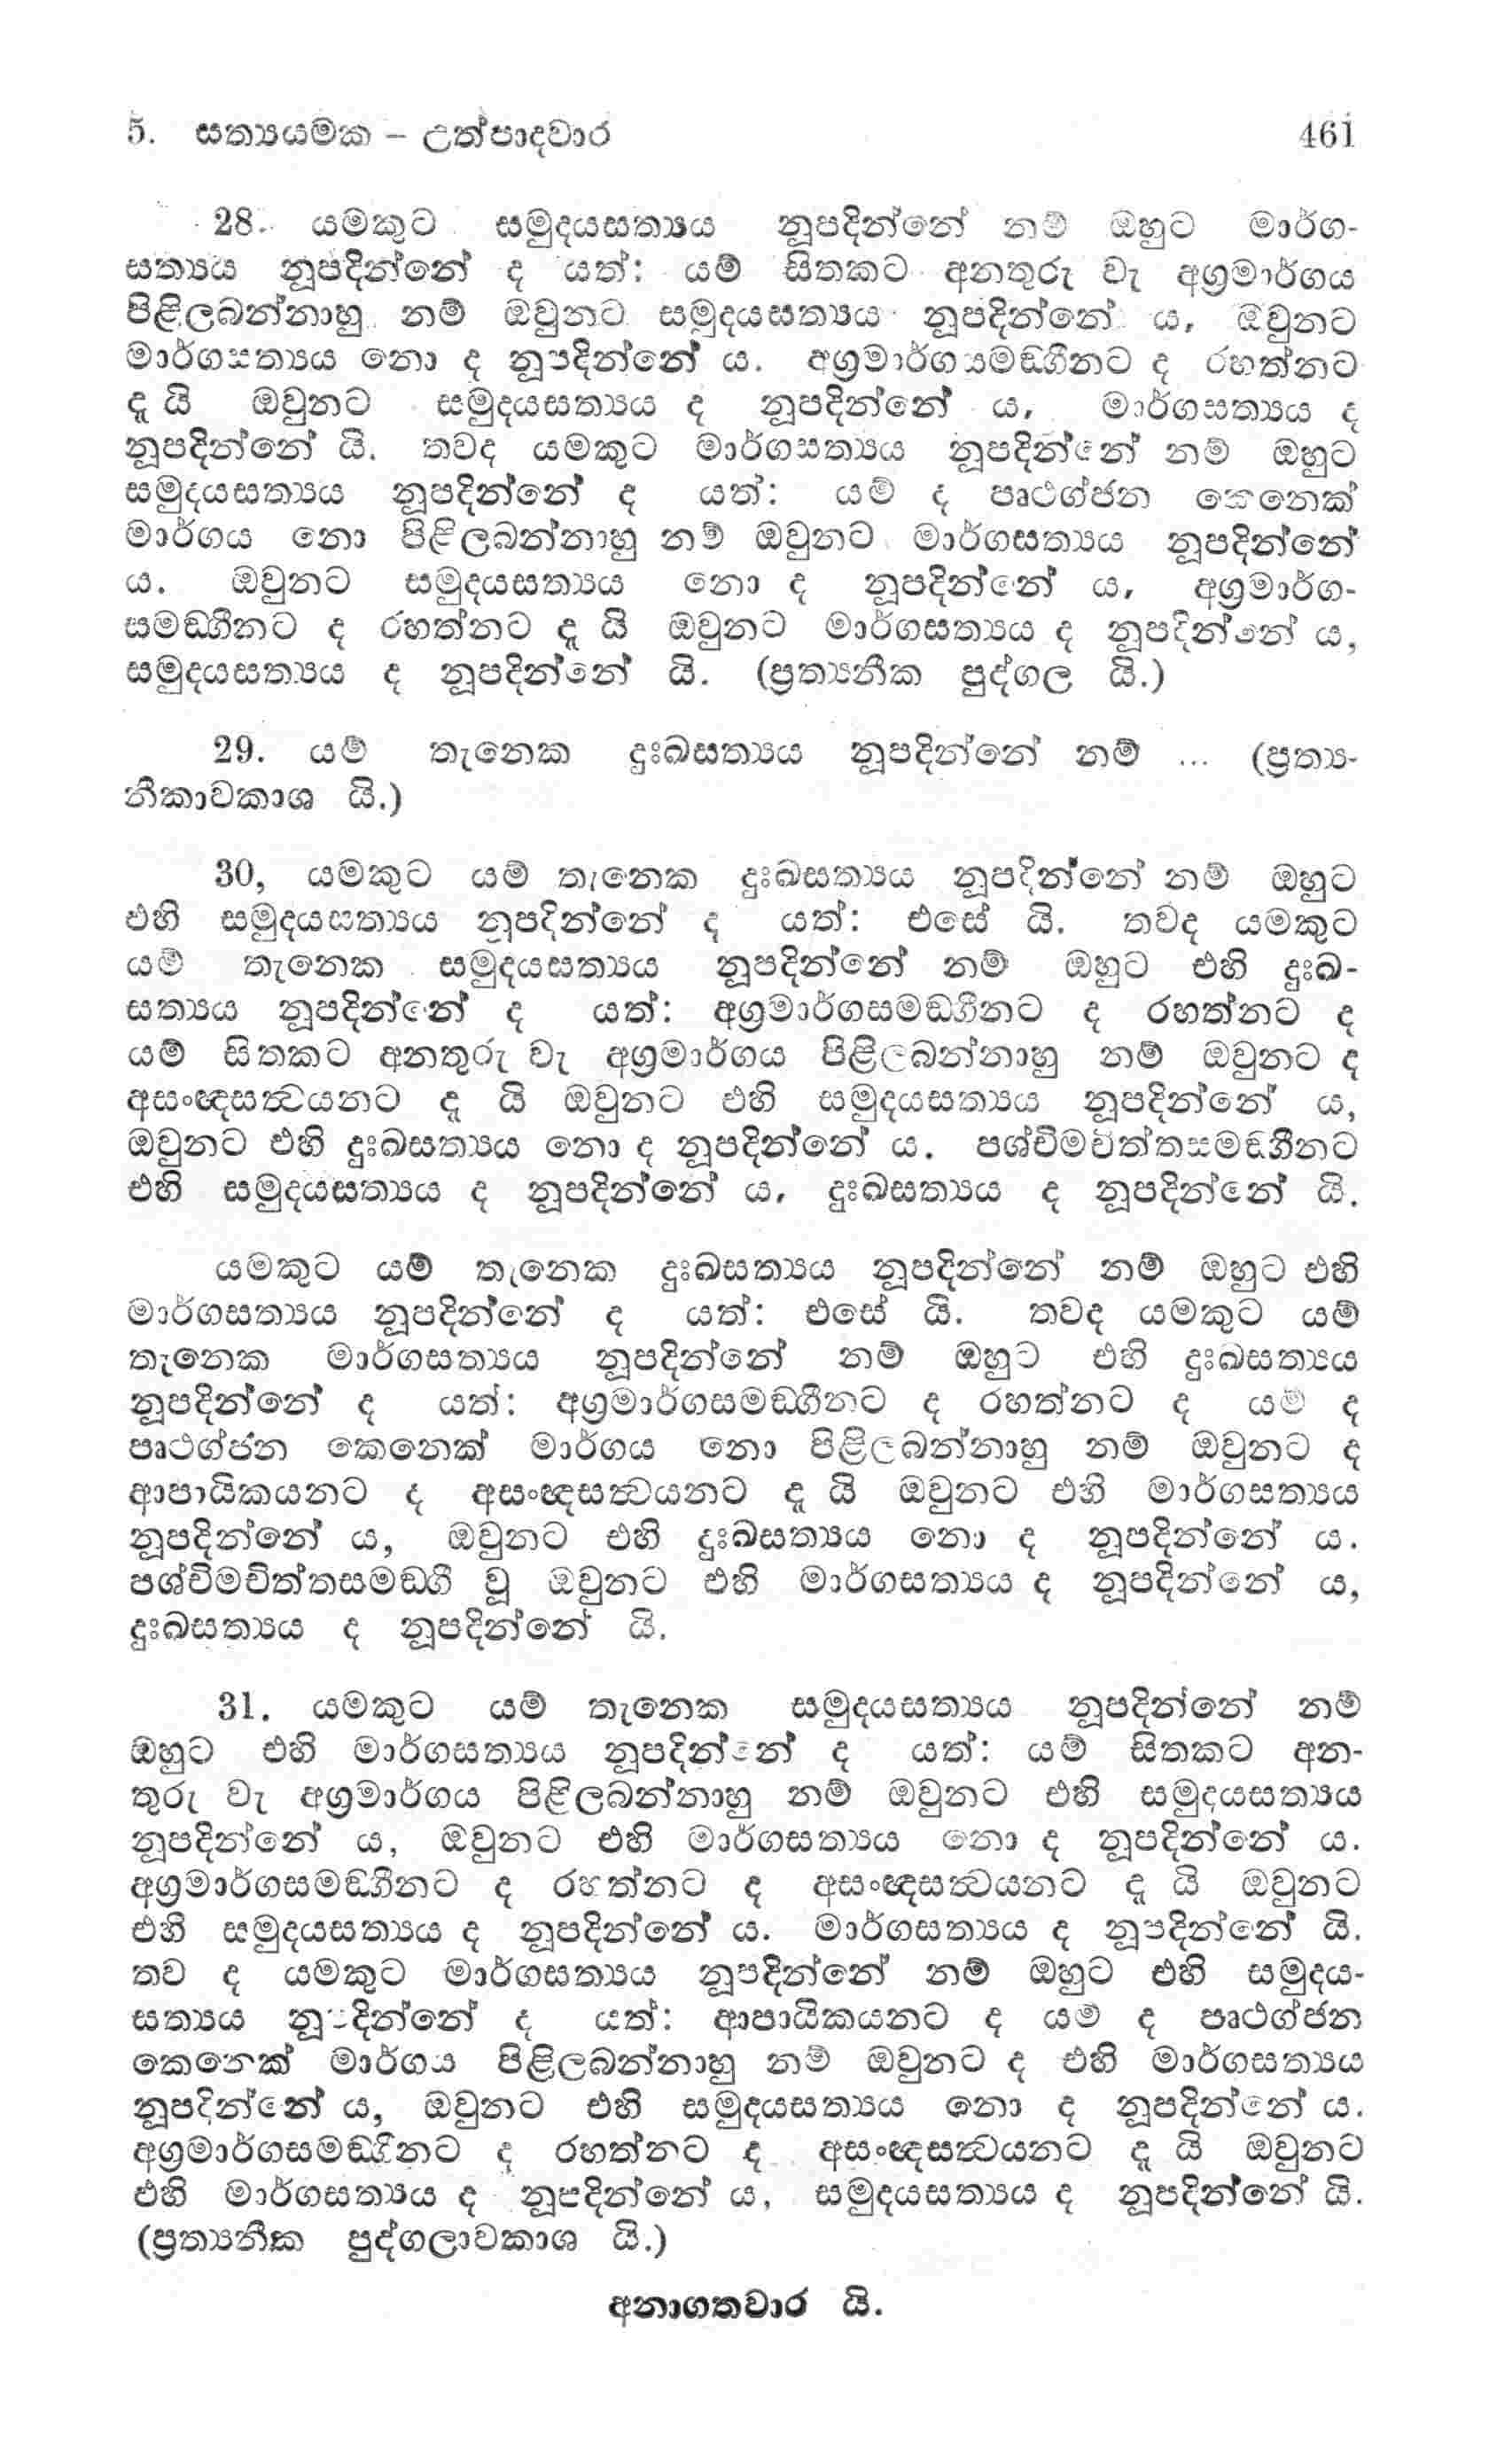 5. සත්‍යයමක – උත්පාදවාර 461
28. යමකුට සමුදයසත්‍යය නූපදින්නේ නම් ඔහුට මාර්ග-
සත්‍යය නූපදින්නේ ද යත්: යම් සිතකට අනතුරු වැ අග්‍රමාර්ගය
පිළිලබන්නාහු නම් ඔවුනට සමුදයසත්‍යය නූපදින්නේ ය, ඔවුනට
මාර්ගසත්‍යය නො ද නූපදින්නේ ය. අග්‍රමාර්ගසමඞ්ගීනට ද රහත්නට
දූ යි ඔවුනට සමුදයසත්‍යය ද නූපදින්නේ ය, මාර්ගසත්‍යය ද
නූපදින්නේ යි. තවද යමකුට මාර්ගසත්‍යය නූපදින්නේ නම් ඔහුට
සමුදයසත්‍යය නූපදින්නේ ද යත්: යම් ද පෘථග්ජන කෙනෙක්
මාර්ගය නො පිළිලබන්නාහු නම් ඔවුනට මාර්ගසත්‍යය නූපදින්නේ
ය. ඔවුනට සමුදයසත්‍යය නො ද නූපදින්නේ ය, අග්‍රමාර්ග-
සමඞ්ගීනට ද රහත්නට දූ යි ඔවුනට මාර්ගසත්‍යය ද නූපදින්නේ ය,
සමුදයසත්‍යය ද නූපදින්නේ යි. (ප්‍රත්‍යනීක පුද්ගල යි.)
29. යම් තැනෙක දුඃඛසත්‍යය නූපදින්නේ නම් ... (ප්‍රත්‍ය-
නීකාවකාශ යි.)
30, යමකුට යම් තැනෙක දුඃඛසත්‍යය නූපදින්නේ නම් ඔහුට
එහි සමුදයසත්‍යය නූපදින්නේ ද යත්: එසේ යි. තවද යමකුට
යම් තැනෙක සමුදයසත්‍යය නූපදින්නේ නම් ඔහුට එහි දුඃඛ-
සත්‍යය නූපදින්නේ ද යත්: අග්‍රමාර්ගසමඞ්ගීනට ද රහත්නට ද
යම් සිතකට අනතුරු වැ අග්‍රමාර්ගය පිළිලබන්නාහු නම් ඔවුනට ද
අසංඥසත්‍වයනට දූ යි ඔවුනට එහි සමුදයසත්‍යය නූපදින්නේ ය,
ඔවුනට එහි දුඃඛසත්‍යය නො ද නූපදින්නේ ය. පශ්චිමචිත්තසමඞ්ගීනට
එහි සමුදයසත්‍යය ද නූපදින්නේ ය, දුඃඛසත්‍යය ද නූපදින්නේ යි.
යමකුට යම් තැනෙක දුඃඛසත්‍යය නූපදින්නේ නම් ඔහුට එහි
මාර්ගසත්‍යය නූපදින්නේ ද යත්: එසේ යි. තවද යමකුට යම්
තැනෙක මාර්ගසත්‍යය නූපදින්නේ නම් ඔහුට එහි දුඃඛසත්‍යය
නූපදින්නේ ද යත්: අග්‍රමාර්ගසමඞ්ගීනට ද රහත්නට ද යම් ද
පෘථග්ජන කෙනෙක් මාර්ගය නො පිළිලබන්නාහු නම් ඔවුනට ද
ආපායිකයනට ද අසංඥසත්‍වයනට දූ යි ඔවුනට එහි මාර්ගසත්‍යය
නූපදින්නේ ය, ඔවුනට එහි දුඃඛසත්‍යය නො ද නූපදින්නේ ය.
පශ්චිමචිත්තසමඞ්ගී වූ ඔවුනට එහි මාර්ගසත්‍යය ද නූපදින්නේ ය,
දුඃඛසත්‍යය ද නූපදින්නේ යි.
31. යමකුට යම් තැනෙක සමුදයසත්‍යය නූපදින්නේ නම්
ඔහුට එහි මාර්ගසත්‍යය නූපදින්නේ ද යත්: යම් සිතකට අන-
තුරු වැ අග්‍රමාර්ගය පිළිලබන්නාහු නම් ඔවුනට එහි සමුදයසත්‍යය
නූපදින්නේ ය, ඔවුනට එහි මාර්ගසත්‍යය නො ද නූපදින්නේ ය.
අග්‍රමාර්ගසමඞ්ගීනට ද රහත්නට ද අසංඥසත්‍වයනට දූ යි ඔවුනට
එහි සමුදයසත්‍යය ද නූපදින්නේ ය. මාර්ගසත්‍යය ද නූපදින්නේ යි.
තව ද යමකුට මාර්ගසත්‍යය නූපදින්නේ නම් ඔහුට එහි සමුදය-
සත්‍යය නූපදින්නේ ද යත්: ආපායිකයනට ද යම් ද පෘථග්ජන
කෙනෙක් මාර්ගය පිළිලබන්නාහු නම් ඔවුනට ද එහි මාර්ගසත්‍යය
නූපදින්නේ ය, ඔවුනට එහි සමුදයසත්‍යය නො ද නූපදින්නේ ය.
අග්‍රමාර්ගසමඞ්ගීනට ද රහත්නට ද අසංඥසත්‍වයනට දූ යි ඔවුනට
එහි මාර්ගසත්‍යය ද නූපදින්නේ ය, සමුදයසත්‍යය ද නූපදින්නේ යි.
(ප්‍රත්‍යනීක පුද්ගලාවකාශ යි.)
අනාගතවාර යි.